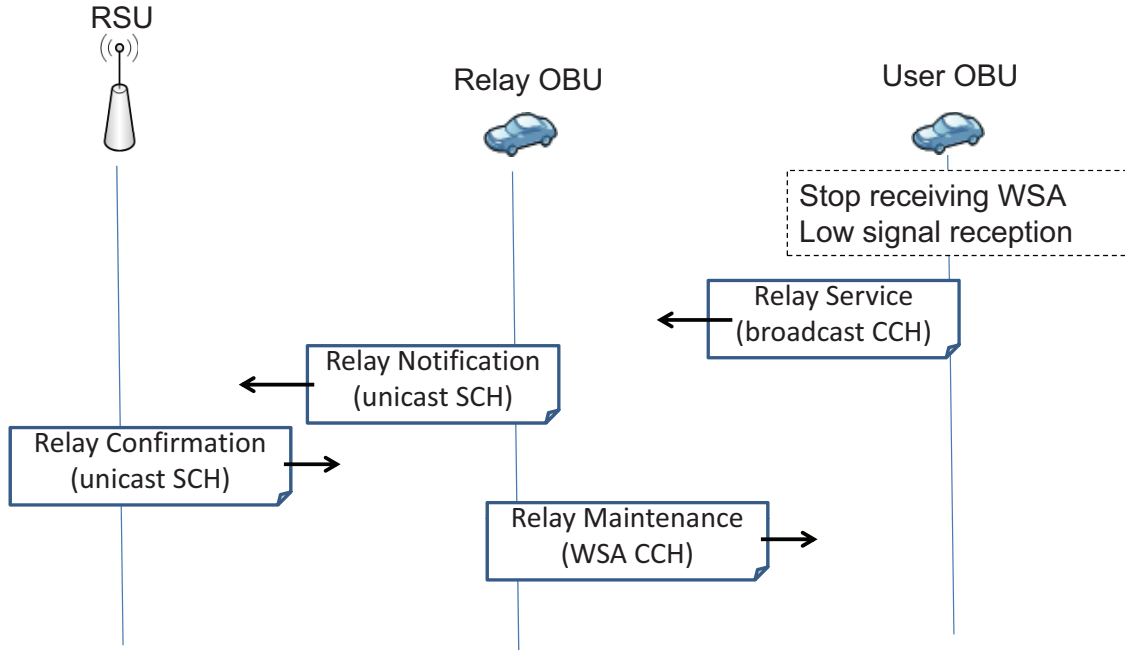 RSU
Relay OBU
User OBU
Stop receiving WSA
Low signal reception
Relay Service
(broadcast CCH)
Relay Notification
(unicast SCH)
Relay Confirmation
(unicast SCH)
Relay Maintenance
(WSA CCH)